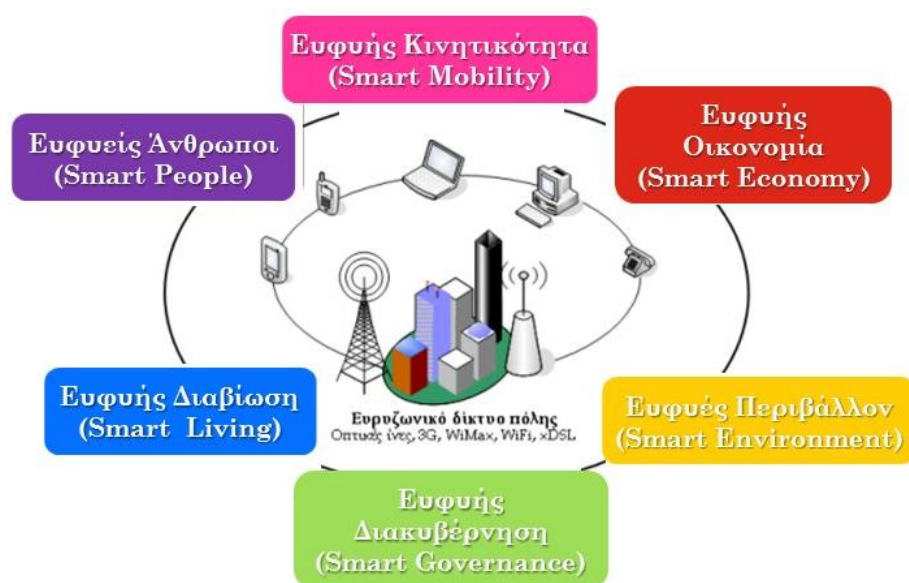 Ευφυής Κινητικότητα
(Smart Mobility)
Ευφυείς Άνθρωποι
(Smart People)
Ευφυής
Οικονομία
(Smart Economy)
Ευφυής Διαβίωση
(Smart Living)
Ευρυζωνικό δίκτυο πόλης
Οπτικές ίνες, 3G, WiMax, WiFi, xDSL
Ευφυές Περιβάλλον
(Smart Environment)
Ευφυής
Διακυβέρνηση
(Smart Governance)